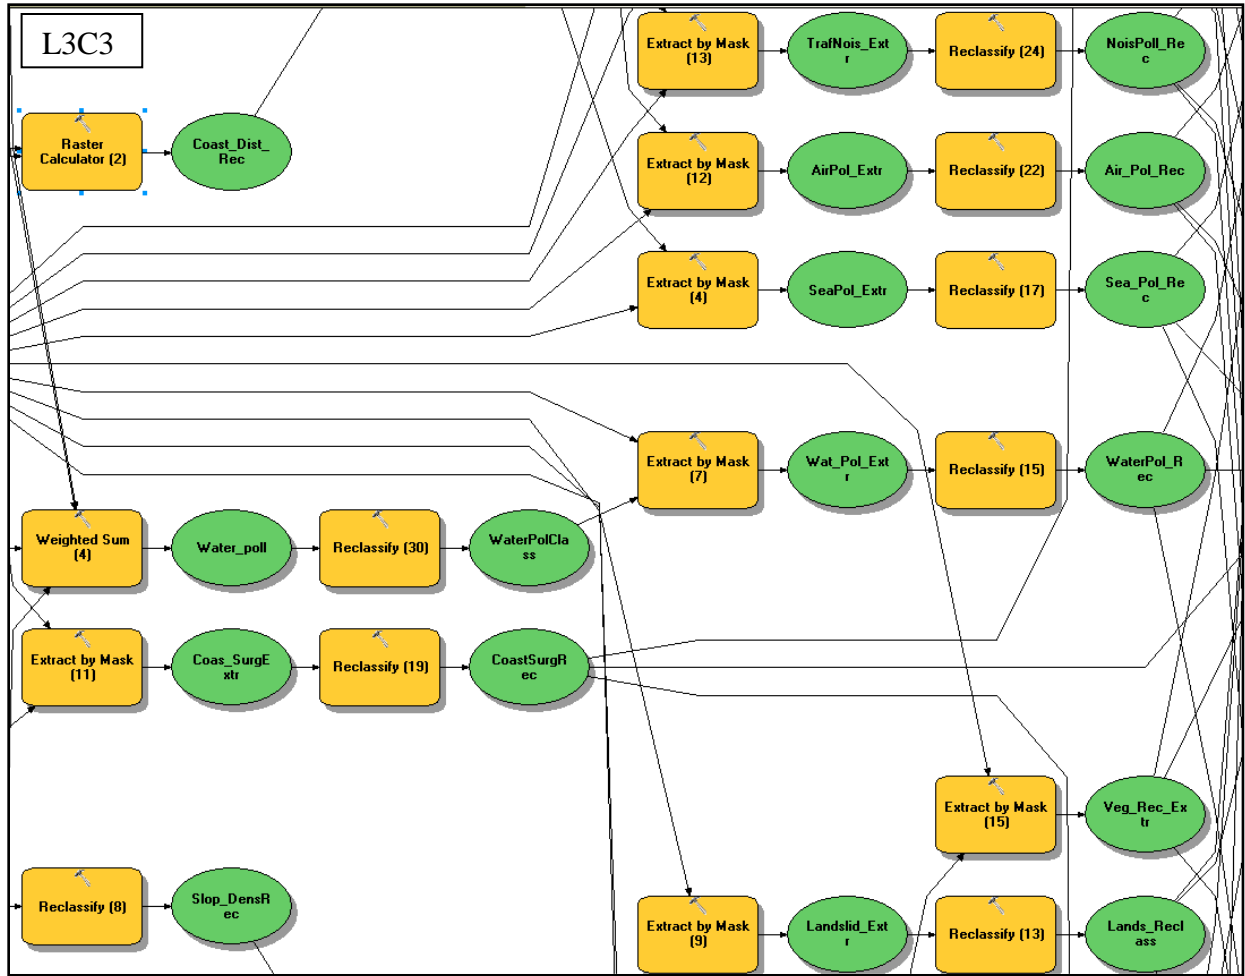 L3C3
Extract by Mask
(13)
TrafNois_Ext
r
Reclassify (24)
NoisPoll_Re
c
Raster
Calculator (2)
Coast_Dist_
Rec
Extract by Mask
(12)
AirPol_Extr
Reclassify (22)
Air_Pol_Rec
Extract by Mask
(4)
SeaPol_Extr
Reclassify (17)
Sea_Pol_Re
c
Extract by Mask
(7)
Wat_Pol_Ext
r
Reclassify (15)
WaterPol_R
ec
Weighted Sum
(4)
Water_poll
Reclassify (30)
WaterPolCla
ss
Extract by Mask
(11)
Coas_SurgE
xtr
Reclassify (19)
CoastSurgR
ec
Extract by Mask
(15)
Veg_Rec_Ex
tr
Reclassify (8)
Slop_DensR
ec
Extract by Mask
(9)
Landslid_Ext
r
Reclassify (13)
Lands_Recl
ass